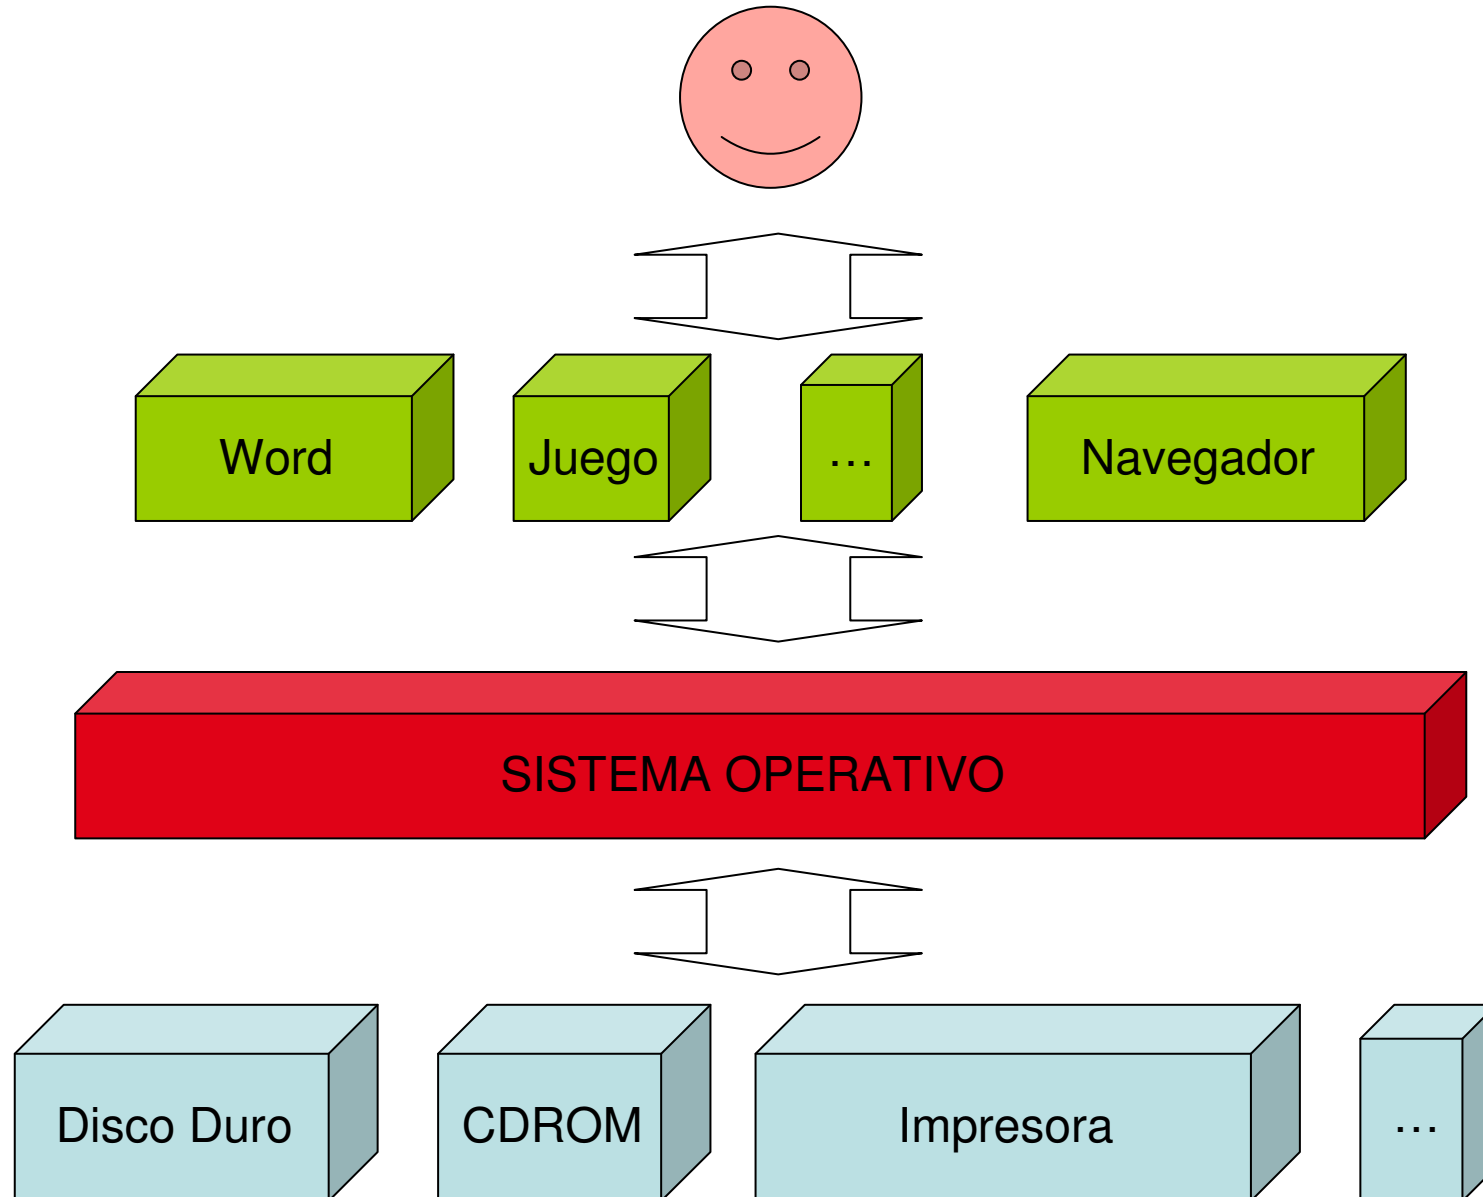 Word
Juego
...
Navegador
SISTEMA OPERATIVO
Disco Duro
CDROM
Impresora
...